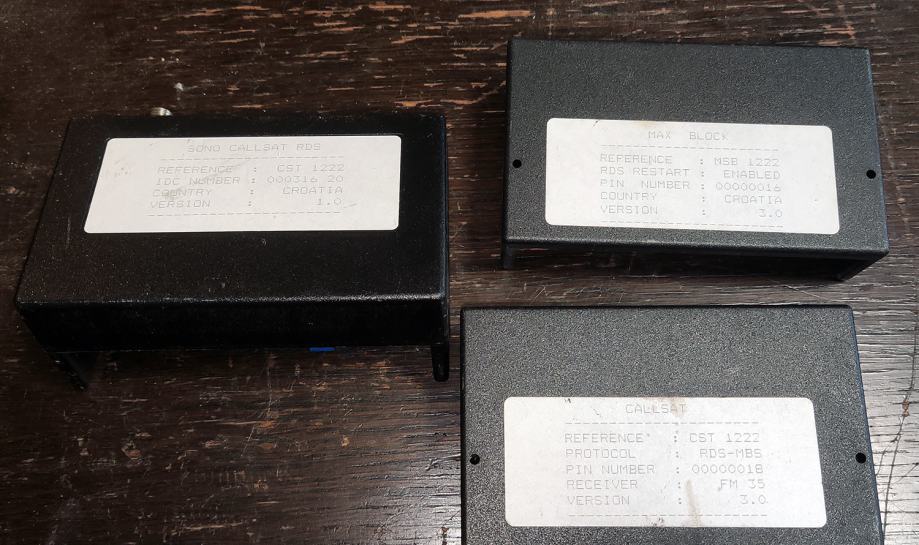 SONO CALLSAT RDS
--------------------
REFERENCE : CST 1222
IDC NUMBER : 000316 20
COUNTRY : CROATIA
VERSION : 1.0
--------------------
MAX BLOCK
--------------------
REFERENCE : MSB 1222
RDS RESTART : ENABLED
PIN NUMBER : 00000016
COUNTRY : CROATIA
VERSION : 3.0
--------------------
CALLSAT
--------------------
REFERENCE : CST 1222
PROTOCOL : RDS-MBS
PIN NUMBER : 00000018
RECEIVER : FM 35
VERSION : 3.0
--------------------